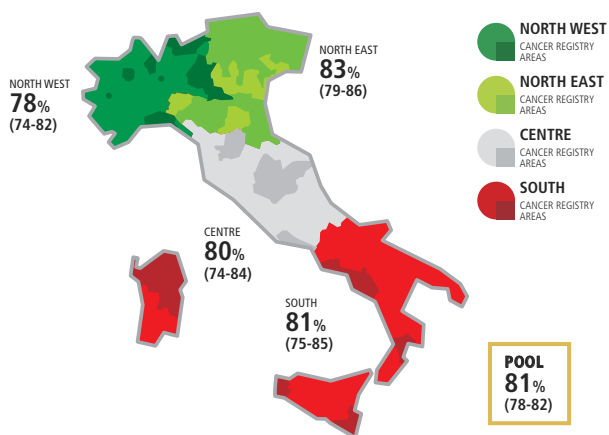 NORTH WEST
78%
(74-82)
NORTH EAST
83%
(79-86)
CENTRE
80%
(74-84)
SOUTH
81%
(75-85)
NORTH WEST
CANCER REGISTRY
AREAS
NORTH EAST
CANCER REGISTRY
AREAS
CENTRE
CANCER REGISTRY
AREAS
SOUTH
CANCER REGISTRY
AREAS
POOL
81%
(78-82)